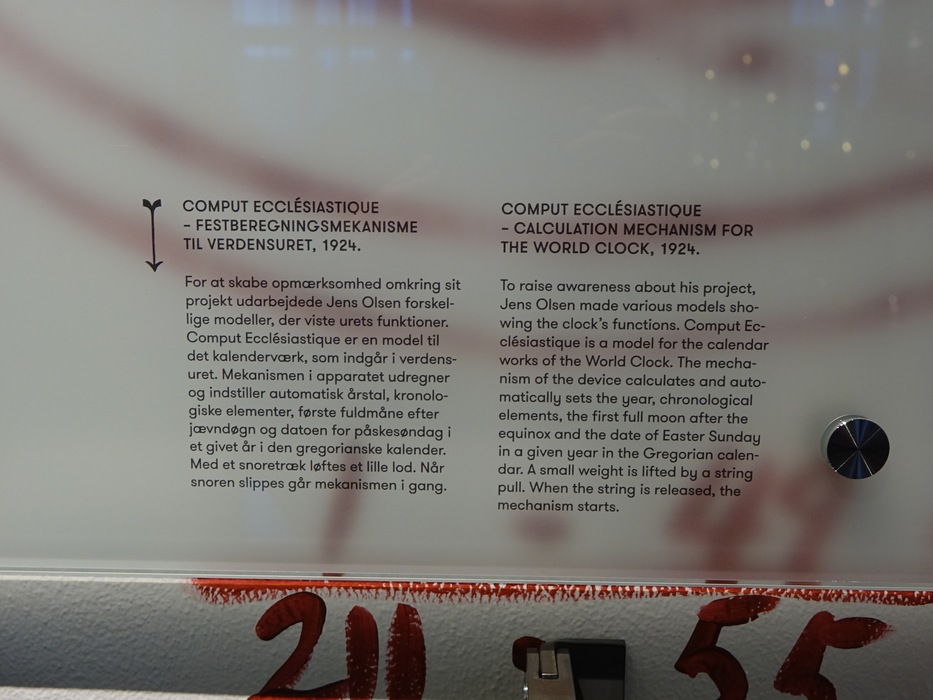 COMPUT ECCLÉSIASTIQUE
– FESTBEREGNINGSMEKANISME
TIL VERDENSURET, 1924.
For at skabe opmærksomhed omkring sit
projekt udarbejdede Jens Olsen forskel-
lige modeller, der viste urets funktioner.
Comput Ecclésiastique er en model til
det kalenderværk, som indgår i verdens-
uret. Mekanismen i apparatet udregner
og indstiller automatisk årstal, kronolo-
giske elementer, første fuldmåne efter
jævndøgn og datoen for påskesøndag i
et givet år i den gregorianske kalender.
Med et snoretræk løftes et lille lod. Når
snoren slippes går mekanismen i gang.
COMPUT ECCLÉSIASTIQUE
– CALCULATION MECHANISM FOR
THE WORLD CLOCK, 1924.
To raise awareness about his project,
Jens Olsen made various models sho-
wing the clock's functions. Comput Ec-
clésiastique is a model for the calendar
works of the World Clock. The mecha-
nism of the device calculates and auto-
matically sets the year, chronological
elements, the first full moon after the
equinox and the date of Easter Sunday
in a given year in the Gregorian calen-
dar. A small weight is lifted by a string
pull. When the string is released, the
mechanism starts.
211 55